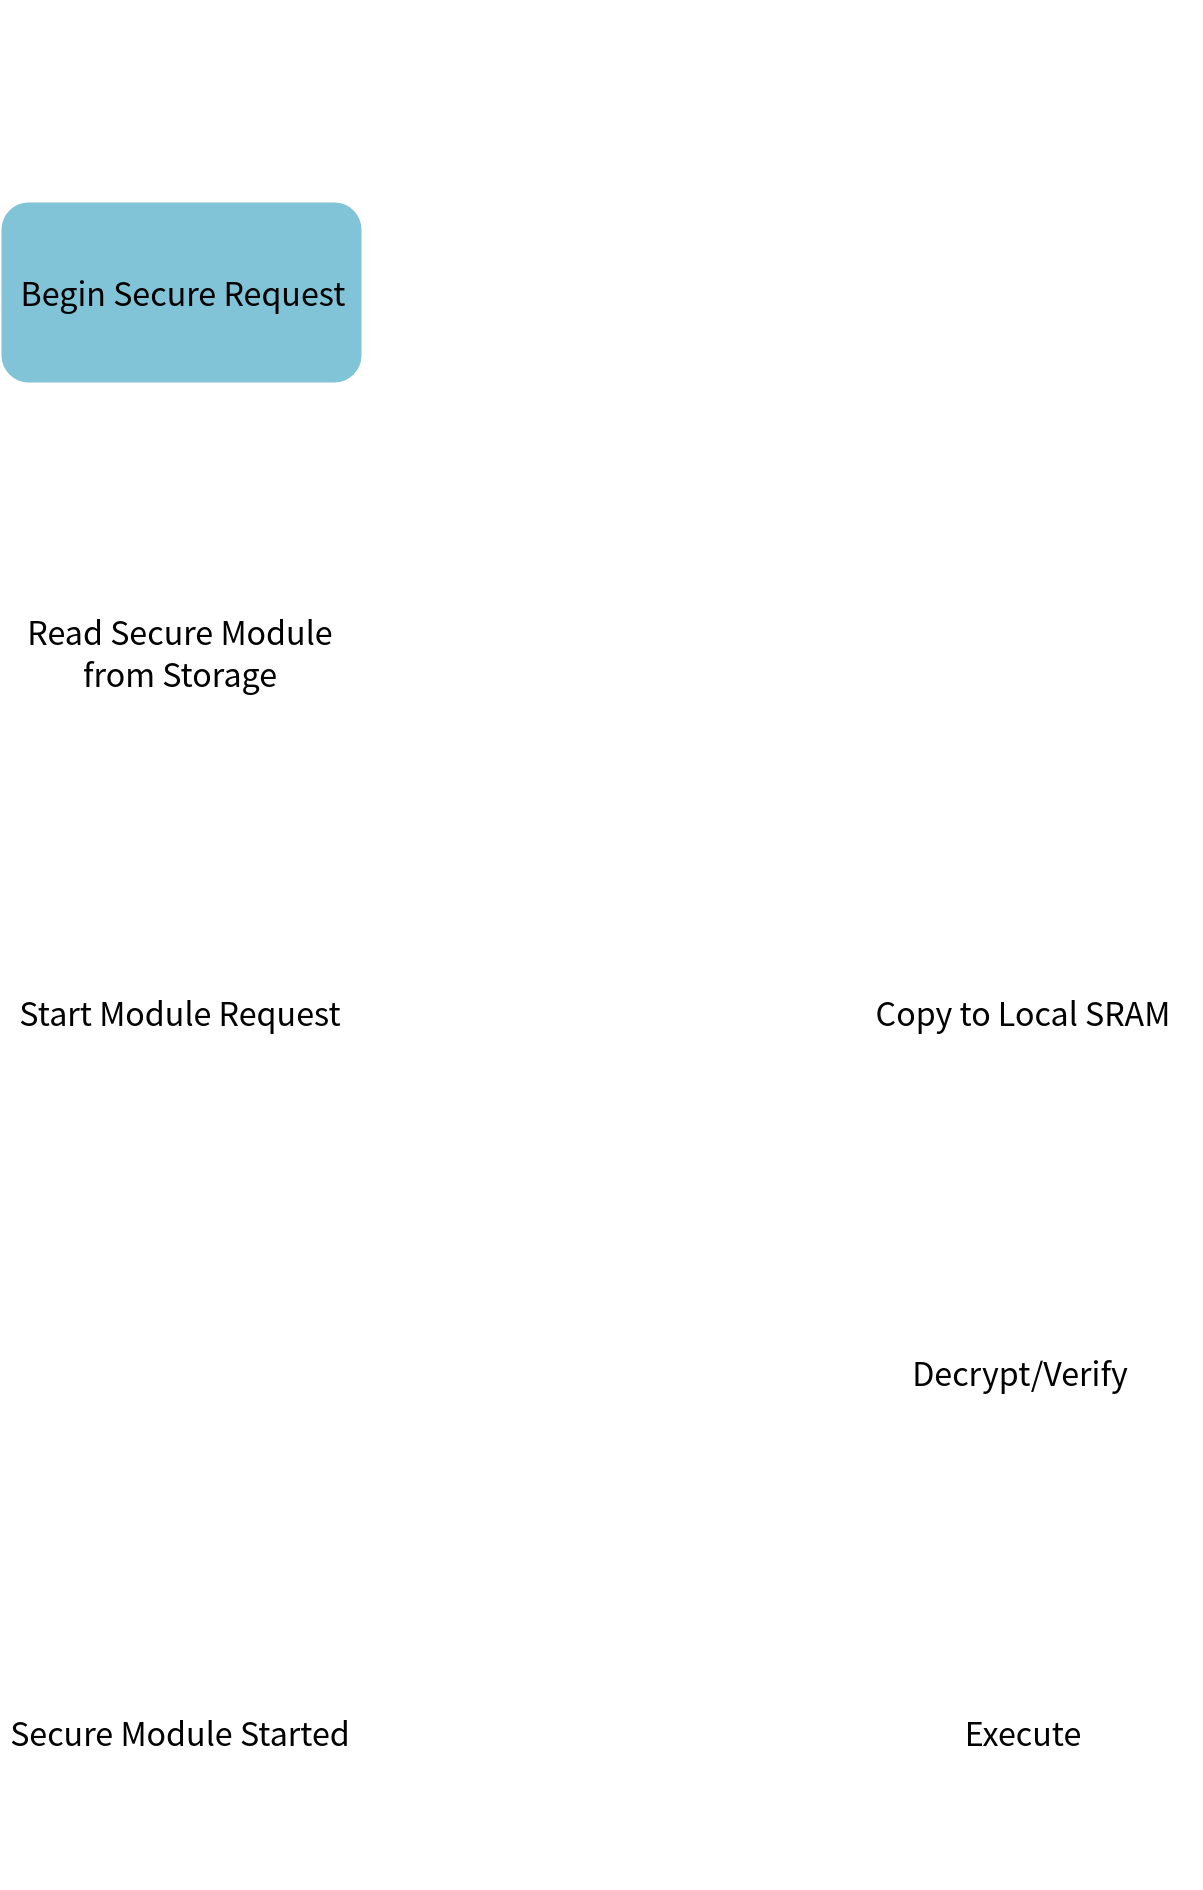 Begin Secure Request
Read Secure Module
from Storage
Start Module Request
Copy to Local SRAM
Decrypt/Verify
Secure Module Started
Execute